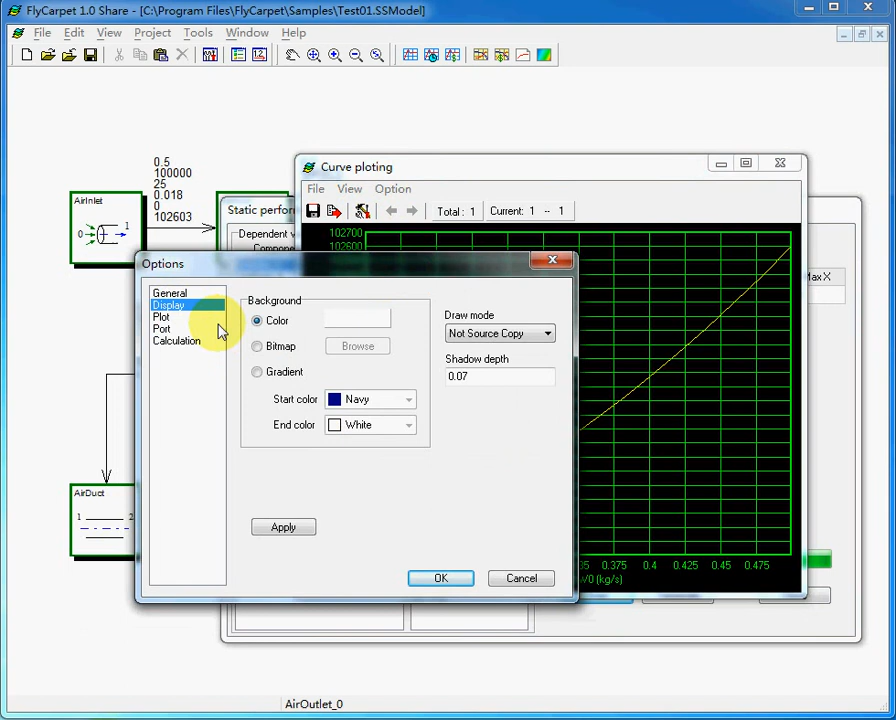 FlyCarpet 1.0 Share - [C:\Program Files\FlyCarpet\Samples\Test01.SSModel]
File Edit View Project Tools Window Help
0.5
100000
25
0.018
0
102603
AirInlet
0 1
Curve ploting
File View Option
Total: 1 Current: 1 -- 1
Static perform
Dependent v
Compone
102700
102600
Max X
Options
General
Display
Plot
Port
Calculation
Background
Color
Bitmap Browse
Gradient
Start color Navy
End color White
Draw mode
Not Source Copy
Shadow depth
0.07
Apply
OK Cancel
AirDuct
1 2
0.375 0.4 0.425 0.45 0.475
(kg/s)
AirOutlet_0